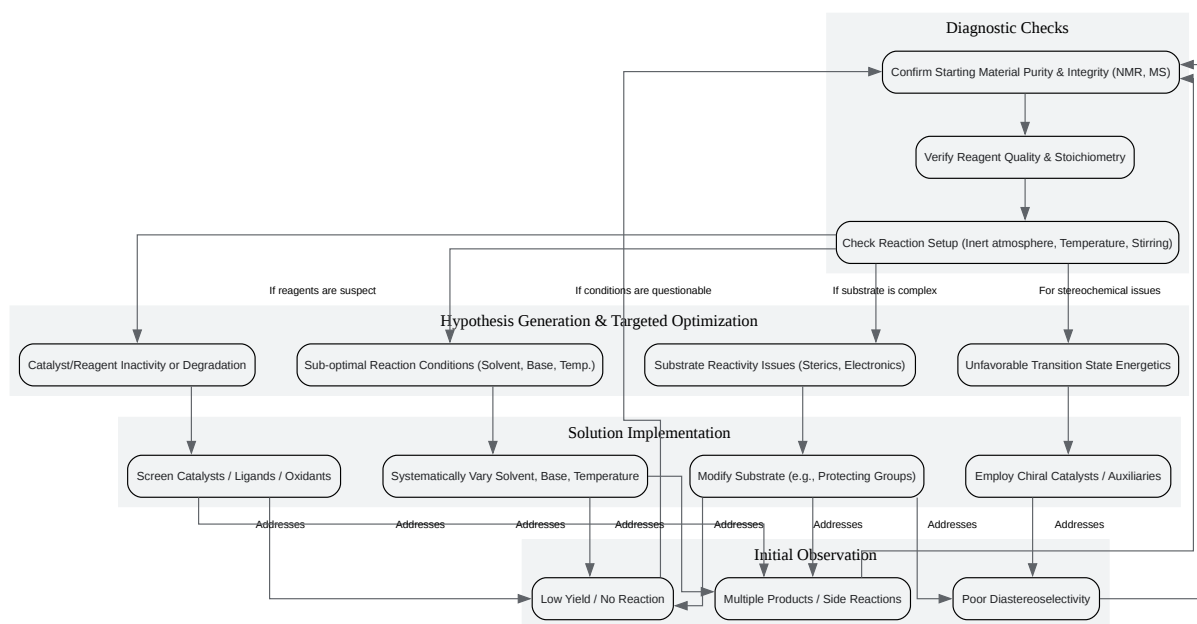 Diagnostic Checks
Confirm Starting Material Purity & Integrity (NMR, MS)
Verify Reagent Quality & Stoichiometry
Check Reaction Setup (Inert atmosphere, Temperature, Stirring)
If reagents are suspect
If conditions are questionable
If substrate is complex
For stereochemical issues
Hypothesis Generation & Targeted Optimization
Catalyst/Reagent Inactivity or Degradation
Sub-optimal Reaction Conditions (Solvent, Base, Temp.)
Substrate Reactivity Issues (Sterics, Electronics)
Unfavorable Transition State Energetics
Solution Implementation
Screen Catalysts / Ligands / Oxidants
Systematically Vary Solvent, Base, Temperature
Modify Substrate (e.g., Protecting Groups)
Employ Chiral Catalysts / Auxiliaries
Addresses
Addresses
Addresses
Addresses
Addresses
Addresses
Addresses
Addresses
Initial Observation
Low Yield / No Reaction
Multiple Products / Side Reactions
Poor Diastereoselectivity